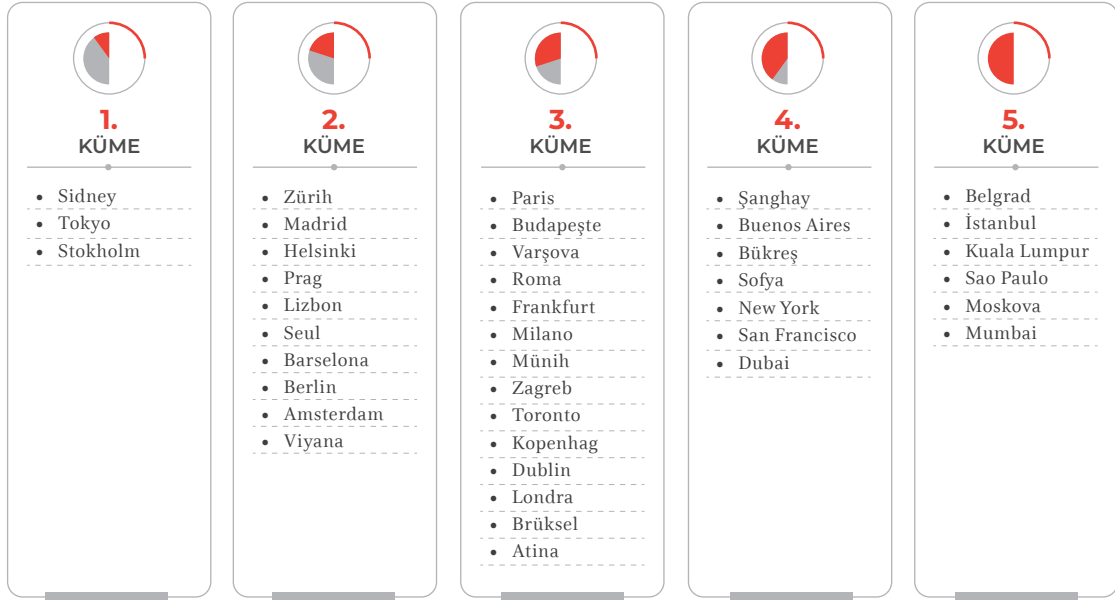 1.
KÜME
• Sidney
• Tokyo
• Stokholm
2.
KÜME
• Zürih
• Madrid
• Helsinki
• Prag
• Lizbon
• Seul
• Barselona
• Berlin
• Amsterdam
• Viyana
3.
KÜME
• Paris
• Budapeşte
• Varşova
• Roma
• Frankfurt
• Milano
• Münih
• Zagreb
• Toronto
• Kopenhag
• Dublin
• Londra
• Brüksel
• Atina
4.
KÜME
• Şanghay
• Buenos Aires
• Bükreş
• Sofya
• New York
• San Francisco
• Dubai
5.
KÜME
• Belgrad
• İstanbul
• Kuala Lumpur
• Sao Paulo
• Moskova
• Mumbai